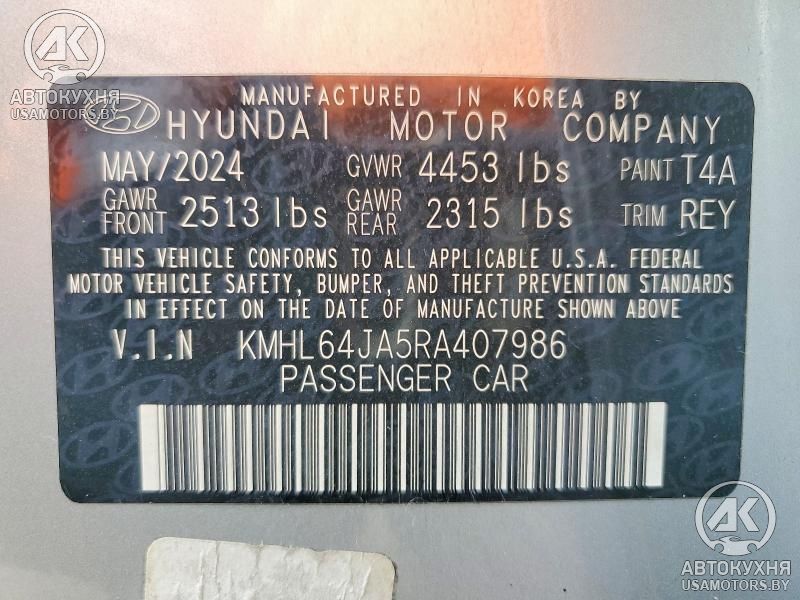 AK
АВТОКУХНЯ
USAMOTORS.BY
MANUFACTURED IN KOREA BY
HYUNDAI MOTOR COMPANY
MAY/2024 GVWR 4453 lbs PAINT T4A
GAWR FRONT 2513 lbs GAWR REAR 2315 lbs TRIM REY
THIS VEHICLE CONFORMS TO ALL APPLICABLE U.S.A. FEDERAL
MOTOR VEHICLE SAFETY, BUMPER, AND THEFT PREVENTION STANDARDS
IN EFFECT ON THE DATE OF MANUFACTURE SHOWN ABOVE
V.I.N KMHL64JA5RA407986
PASSENGER CAR
AK
АВТОКУХНЯ
USAMOTORS.BY